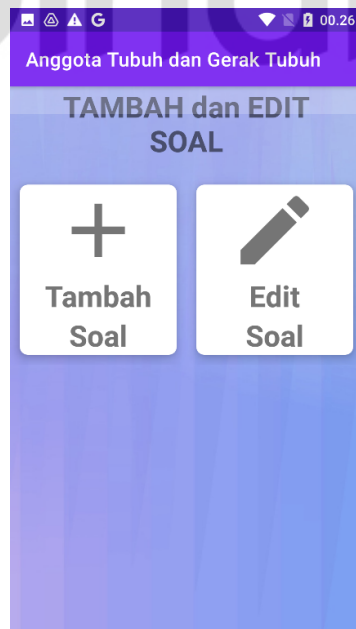 G 00.26
Anggota Tubuh dan Gerak Tubuh
TAMBAH dan EDIT
SOAL
Tambah
Soal
Edit
Soal